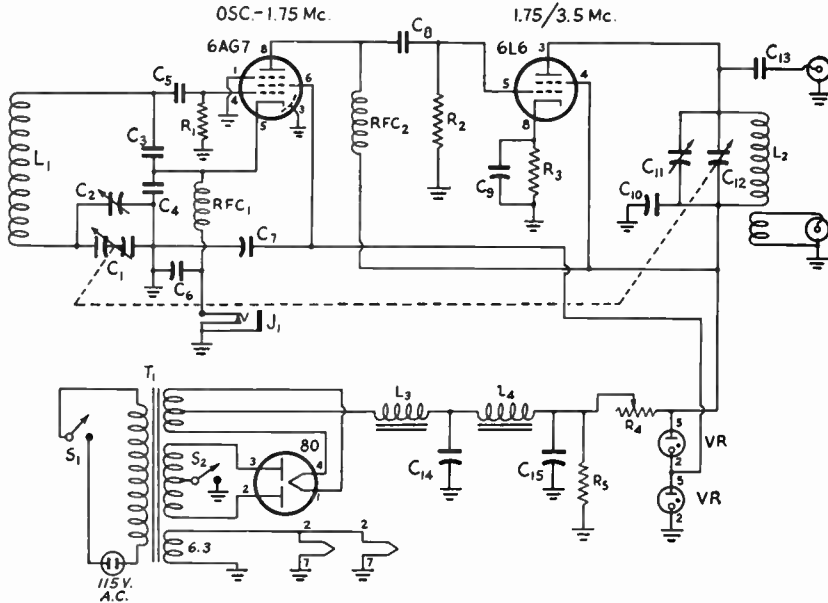 OSC.-1.75 Mc.
1.75/3.5 Mc.
6AG7
8
1
4
6
3
5
C5
R1
L1
C3
C4
C2
C1
RFC1
C6
C7
J1
RFC2
C8
R2
6L6
3
5
4
8
C9
R3
C13
C11
C12
L2
C10
T1
S1
115 V.
A.C.
S2
80
3
2
4
1
6.3
2
7
2
7
L3
L4
C14
C15
R5
R4
5
VR
2
5
VR
2